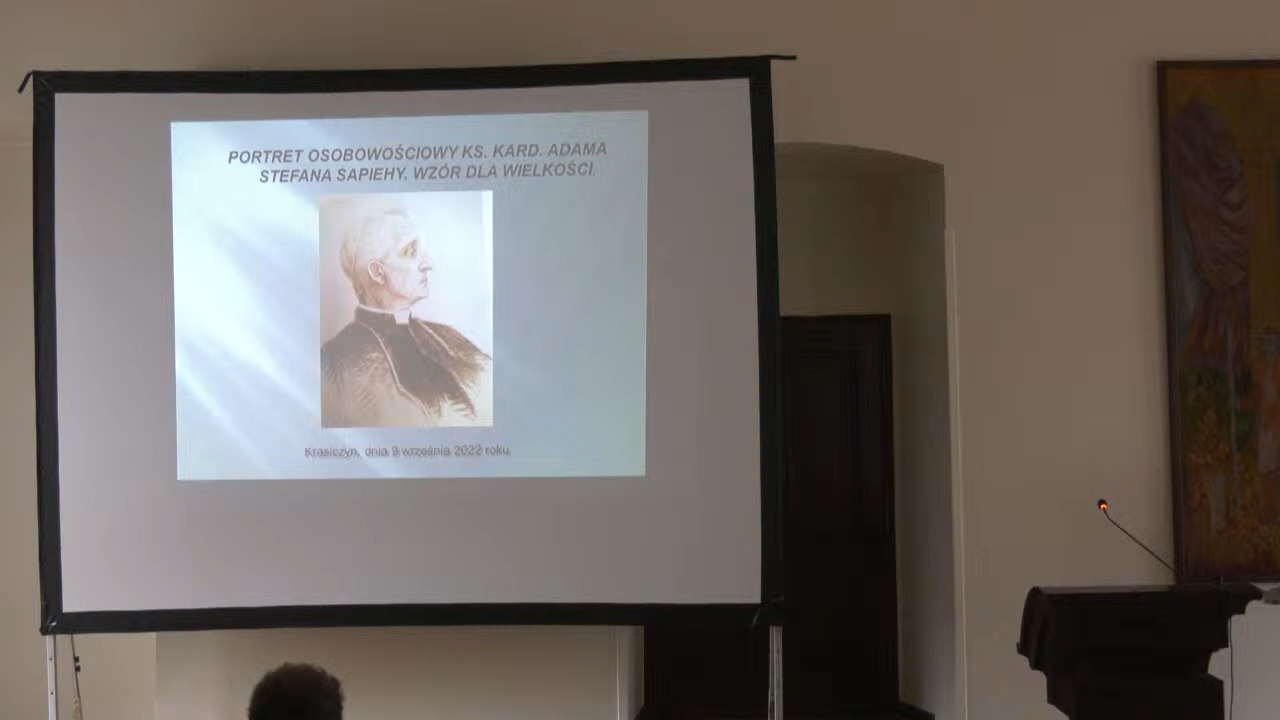 PORTRET OSOBOWOŚCIOWY KS. KARD. ADAMA
STEFANA SAPIEHY. WZÓR DLA WIELKOŚCI.
Krasiczyn, dnia 9 września 2022 roku